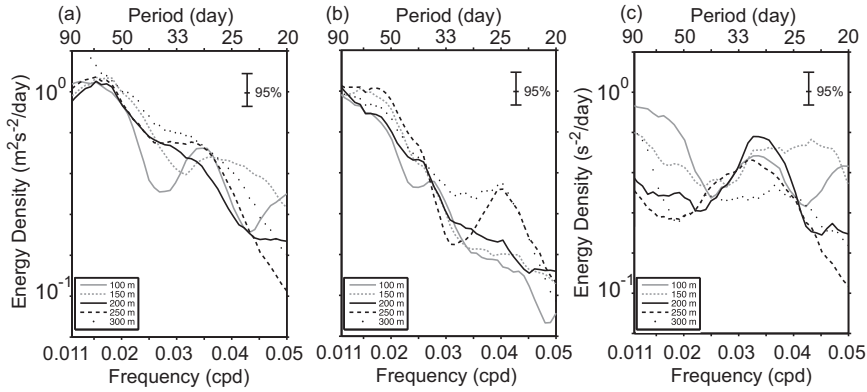 (a) Period (day)
90 50 33 25 20
Energy Density (m²s⁻²/day)
10⁰
10⁻¹
95%
100 m
150 m
200 m
250 m
300 m
0.011 0.02 0.03 0.04 0.05
Frequency (cpd)
(b) Period (day)
90 50 33 25 20
95%
100 m
150 m
200 m
250 m
300 m
0.011 0.02 0.03 0.04 0.05
Frequency (cpd)
(c) Period (day)
90 50 33 25 20
Energy Density (s⁻²/day)
10⁰
10⁻¹
95%
100 m
150 m
200 m
250 m
300 m
0.011 0.02 0.03 0.04 0.05
Frequency (cpd)